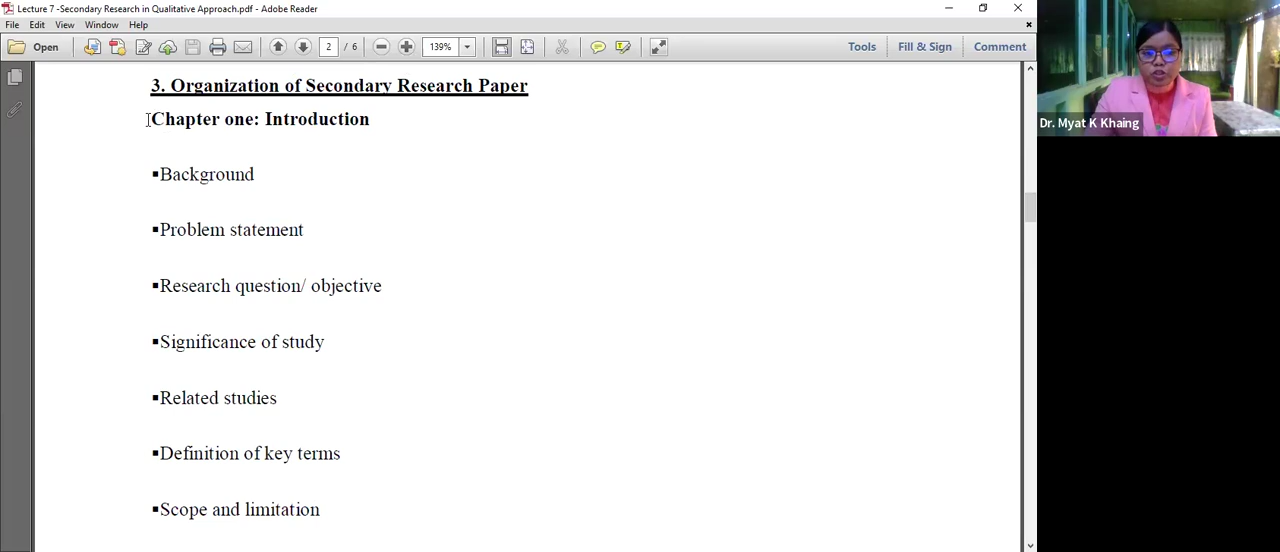 Lecture 7 -Secondary Research in Qualitative Approach.pdf - Adobe Reader
File Edit View Window Help
Open 2 / 6 139% Tools Fill & Sign Comment
3. Organization of Secondary Research Paper
Chapter one: Introduction
▪Background
▪Problem statement
▪Research question/ objective
▪Significance of study
▪Related studies
▪Definition of key terms
▪Scope and limitation
Dr. Myat K Khaing